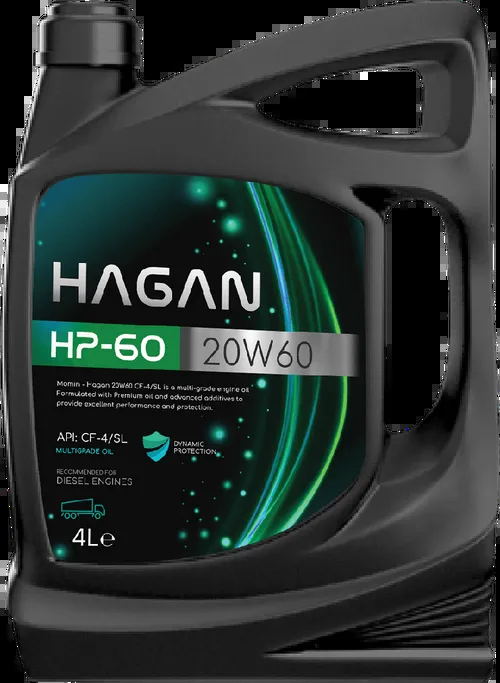 HAGAN
HP-60 20W60
Momin - Hagan 20W60 CF-4/SL is a multi-grade engine oil
Formulated with Premium oil and advanced additives to
provide excellent performance and protection.
API: CF-4/SL
MULTIGRADE OIL
DYNAMIC
PROTECTION
RECOMMENDED FOR
DIESEL ENGINES
4L℮